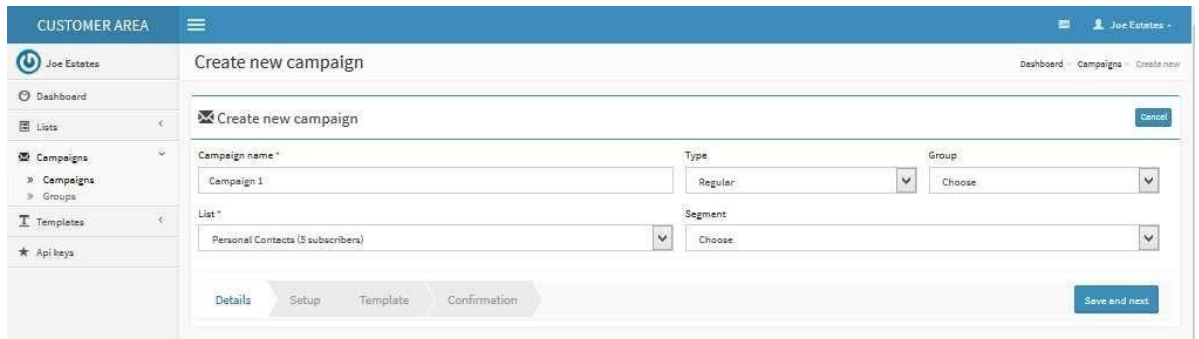 CUSTOMER AREA
Joe Estates -
Joe Estates
Create new campaign
Dashboard Campaigns Create new
Dashboard
Lists
Create new campaign
Cancel
Campaigns
» Campaigns
» Groups
Templates
Api keys
Campaign name *
Type
Group
Campaign 1
Regular
Choose
List *
Segment
Personal Contacts (5 subscribers)
Choose
Details Setup Template Confirmation
Save and next